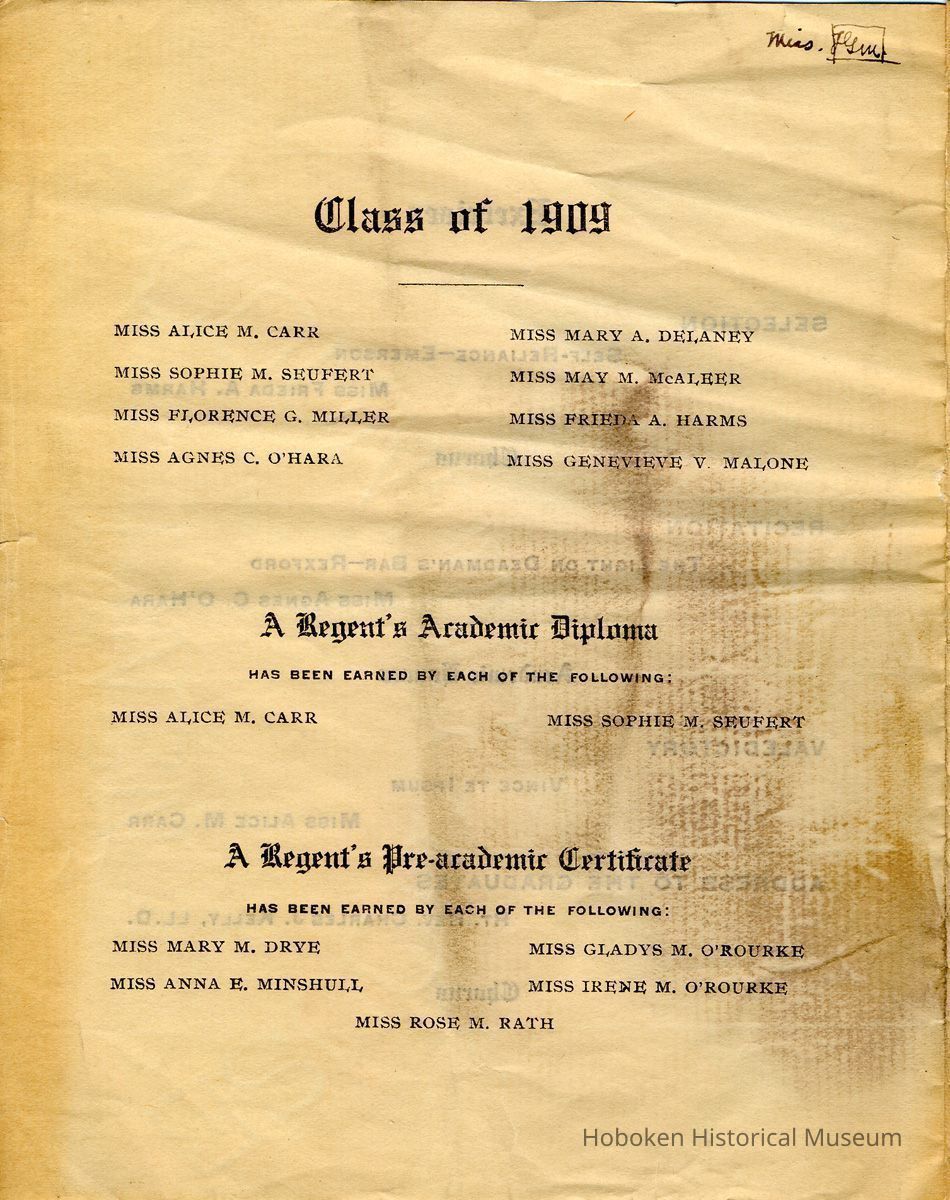 Miss. FGM
Class of 1909
MISS ALICE M. CARR MISS MARY A. DELANEY
MISS SOPHIE M. SEUFERT MISS MAY M. McALEER
MISS FLORENCE G. MILLER MISS FRIEDA A. HARMS
MISS AGNES C. O'HARA MISS GENEVIEVE V. MALONE
A Regent's Academic Diploma
HAS BEEN EARNED BY EACH OF THE FOLLOWING:
MISS ALICE M. CARR MISS SOPHIE M. SEUFERT
A Regent's Pre-academic Certificate
HAS BEEN EARNED BY EACH OF THE FOLLOWING:
MISS MARY M. DRYE MISS GLADYS M. O'ROURKE
MISS ANNA E. MINSHULL MISS IRENE M. O'ROURKE
MISS ROSE M. RATH
Hoboken Historical Museum